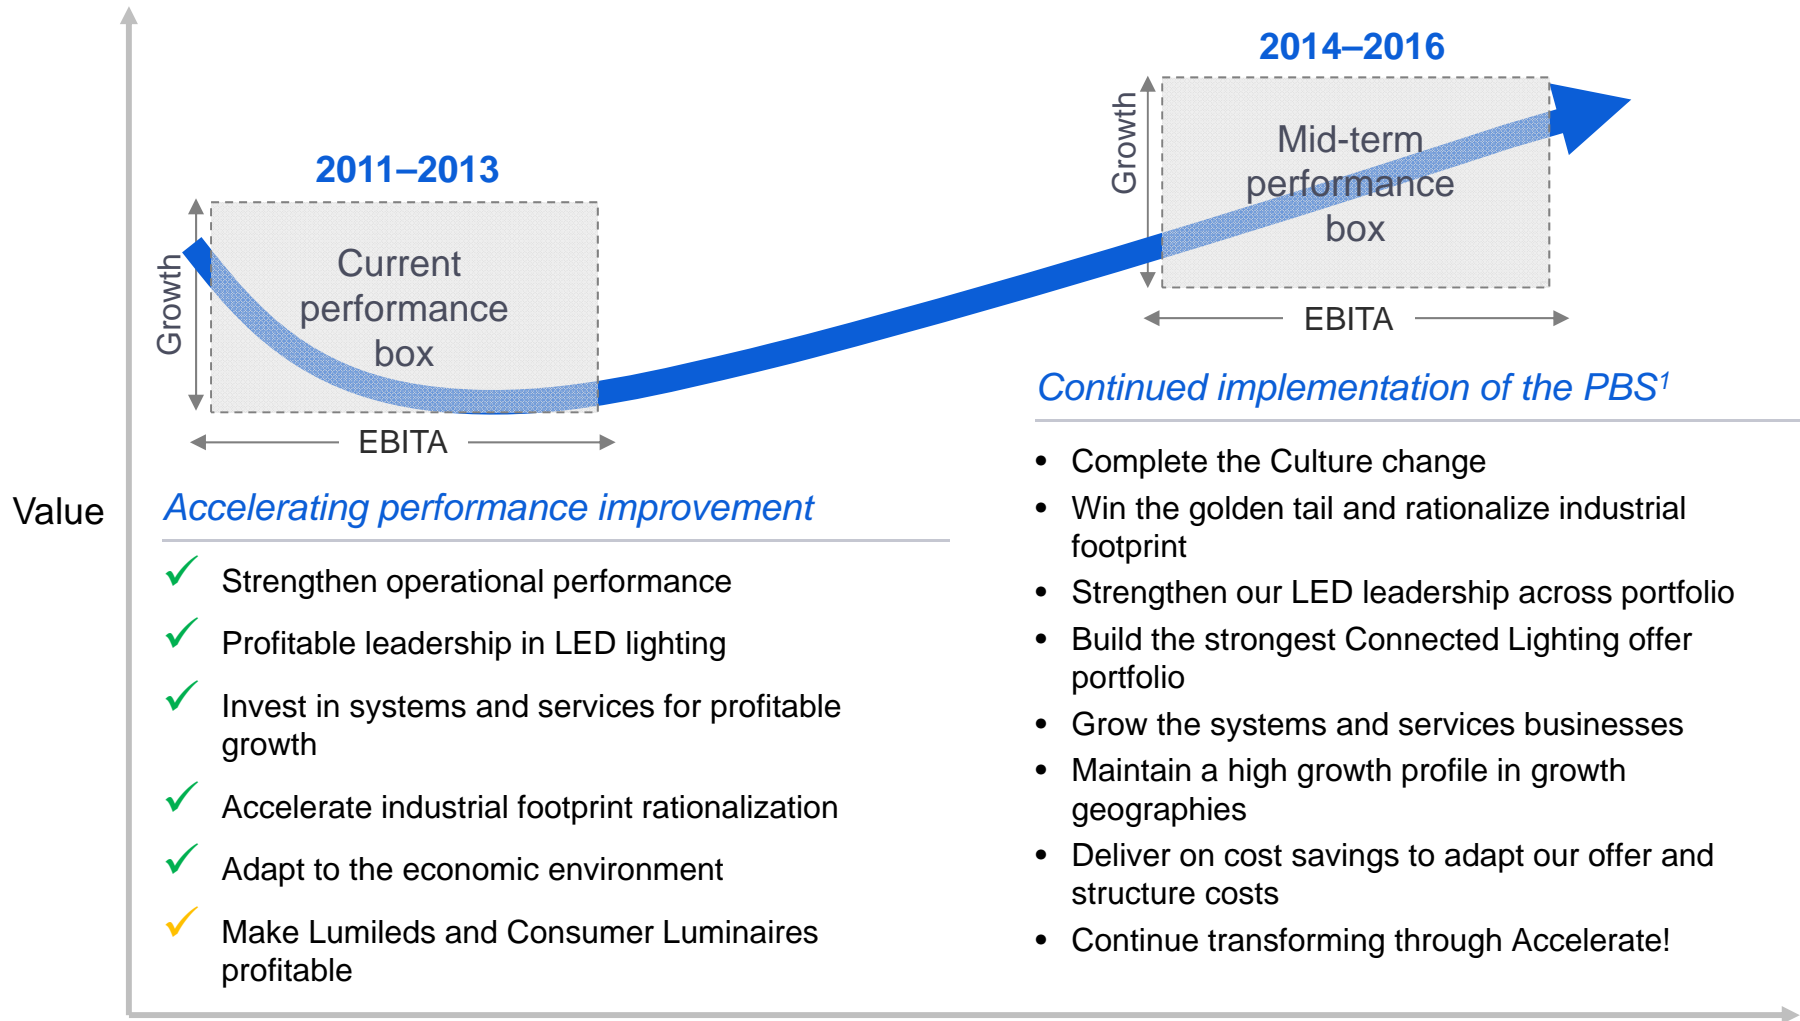 2014–2016
Growth
Mid-term
performance
box
EBITA
2011–2013
Growth
Current
performance
box
EBITA
Value
Accelerating performance improvement
Strengthen operational performance
Profitable leadership in LED lighting
Invest in systems and services for profitable
growth
Accelerate industrial footprint rationalization
Adapt to the economic environment
Make Lumileds and Consumer Luminaires
profitable
Continued implementation of the PBS¹
• Complete the Culture change
• Win the golden tail and rationalize industrial
footprint
• Strengthen our LED leadership across portfolio
• Build the strongest Connected Lighting offer
portfolio
• Grow the systems and services businesses
• Maintain a high growth profile in growth
geographies
• Deliver on cost savings to adapt our offer and
structure costs
• Continue transforming through Accelerate!